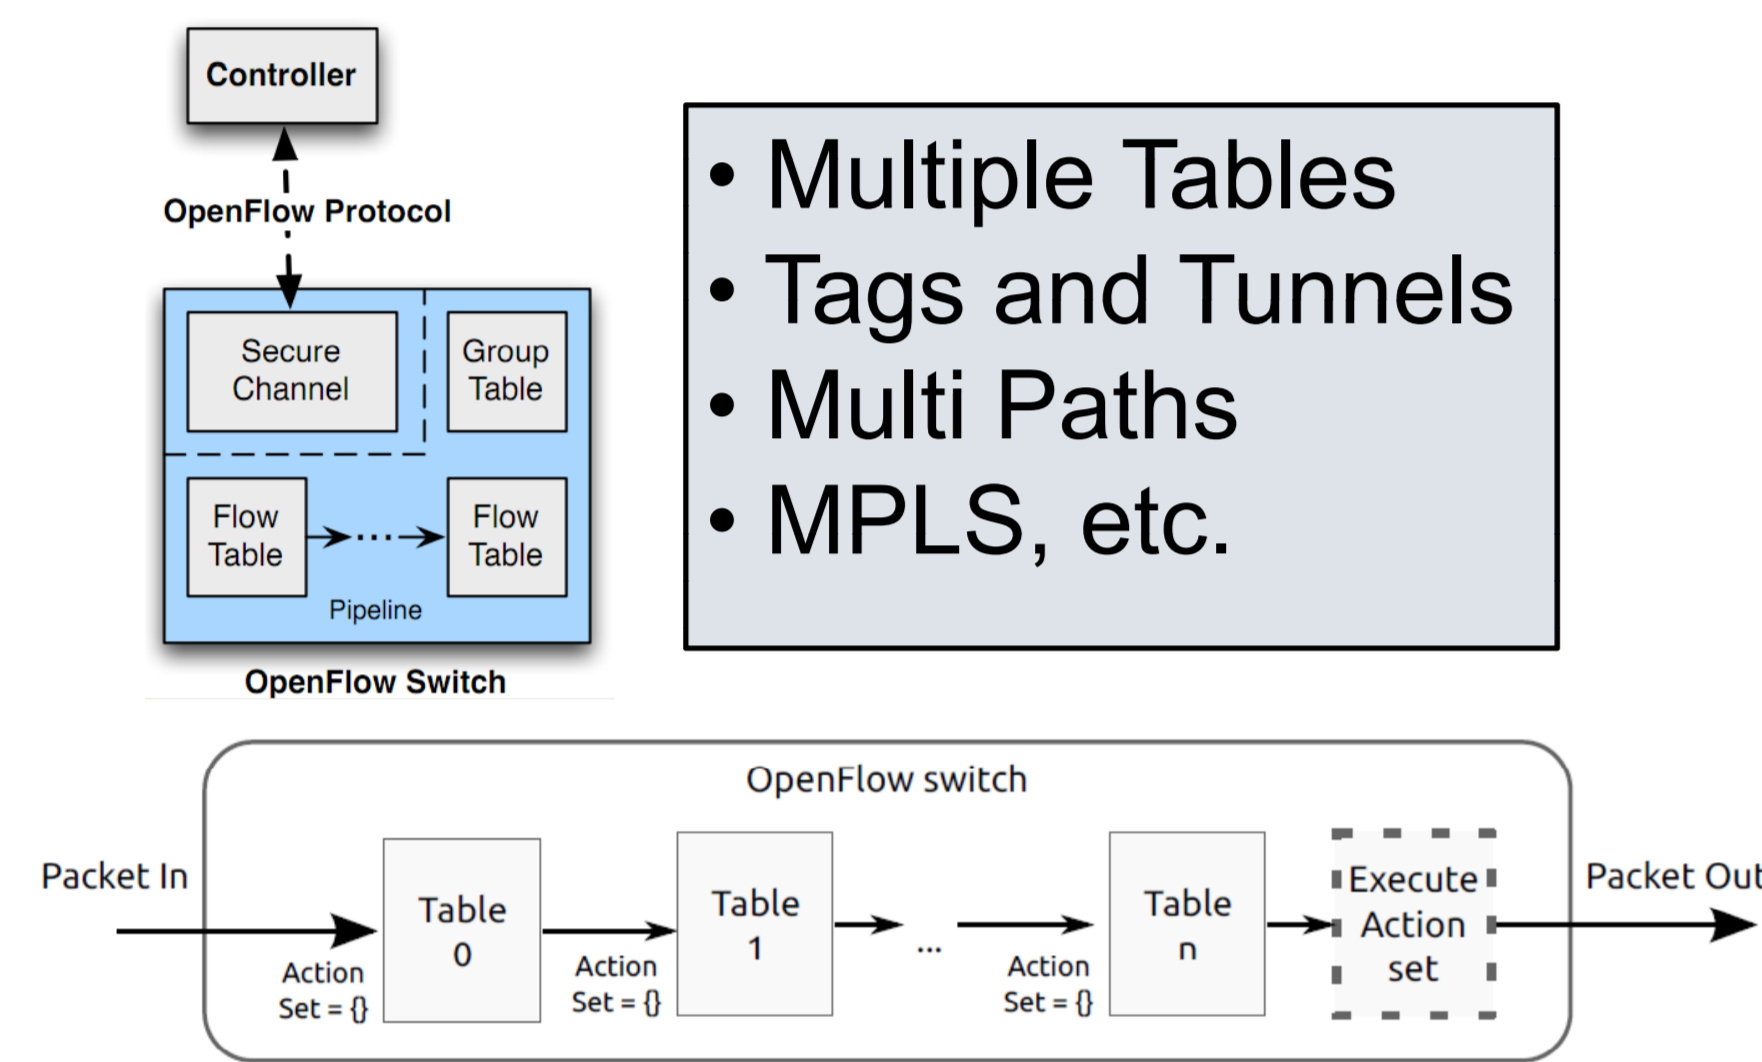 Controller
OpenFlow Protocol
Secure
Channel
Group
Table
Flow
Table
...
Flow
Table
Pipeline
OpenFlow Switch
• Multiple Tables
• Tags and Tunnels
• Multi Paths
• MPLS, etc.
OpenFlow switch
Packet In
Action
Set = {}
Table
0
Action
Set = {}
Table
1
...
Action
Set = {}
Table
n
Execute
Action
set
Packet Out